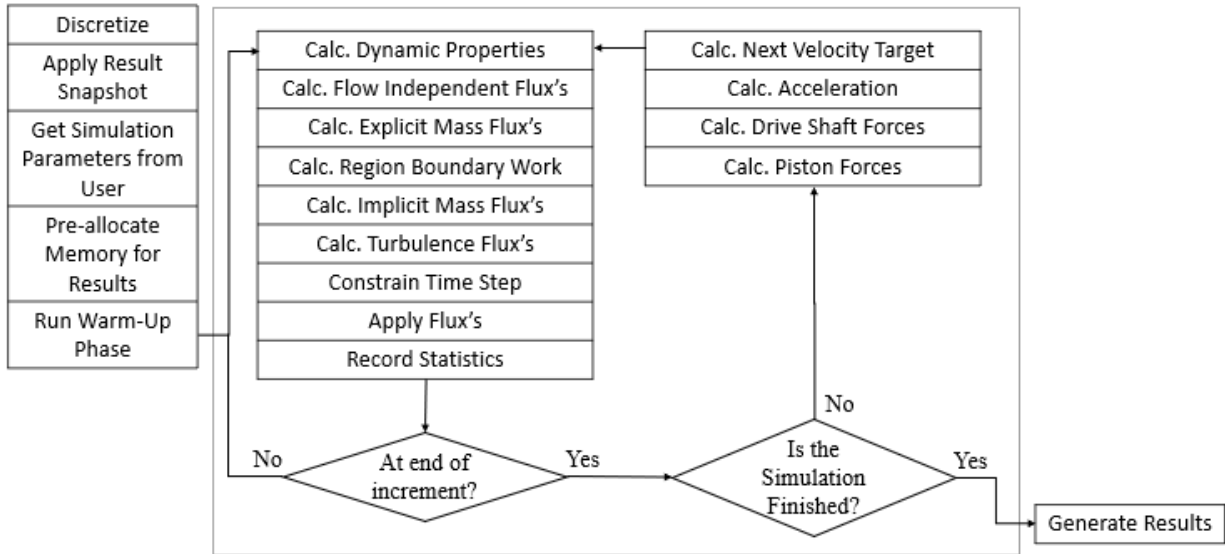 Discretize
Apply Result
Snapshot
Get Simulation
Parameters from
User
Pre-allocate
Memory for
Results
Run Warm-Up
Phase
Calc. Dynamic Properties
Calc. Flow Independent Flux’s
Calc. Explicit Mass Flux’s
Calc. Region Boundary Work
Calc. Implicit Mass Flux’s
Calc. Turbulence Flux’s
Constrain Time Step
Apply Flux’s
Record Statistics
No
At end of
increment?
Yes
Calc. Next Velocity Target
Calc. Acceleration
Calc. Drive Shaft Forces
Calc. Piston Forces
No
Is the
Simulation
Finished?
Yes
Generate Results